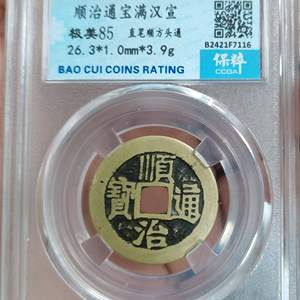 顺治通宝满汉宣
极美85 直笔顺方头通
26.3*1.0mm*3.9g
BAO CUI COINS RATING
B2421F7116
保粹
CCGA
順治通寶